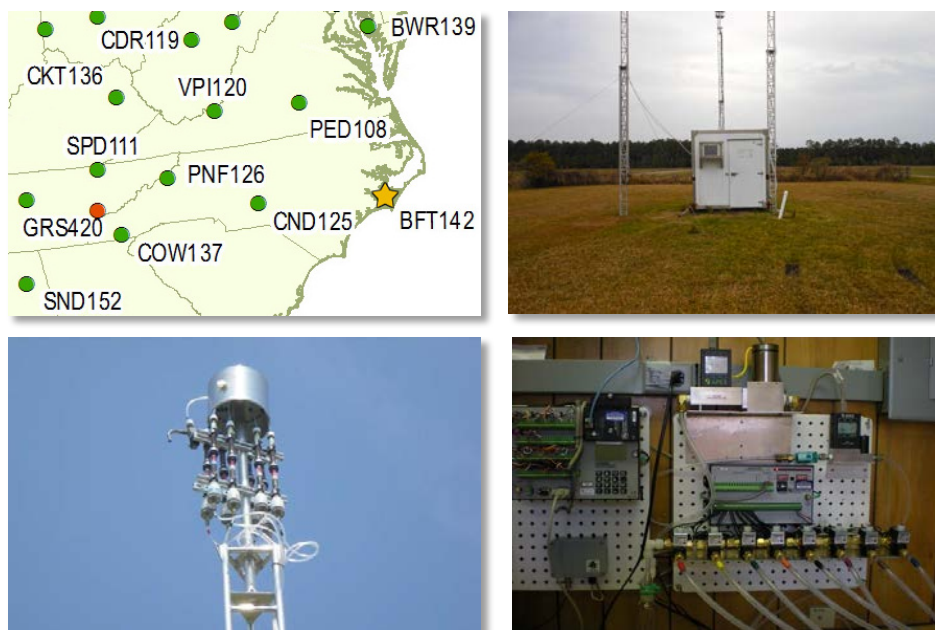 CDR119
BWR139
CKT136
VPI120
PED108
SPD111
PNF126
GRS420
CND125
BFT142
COW137
SND152